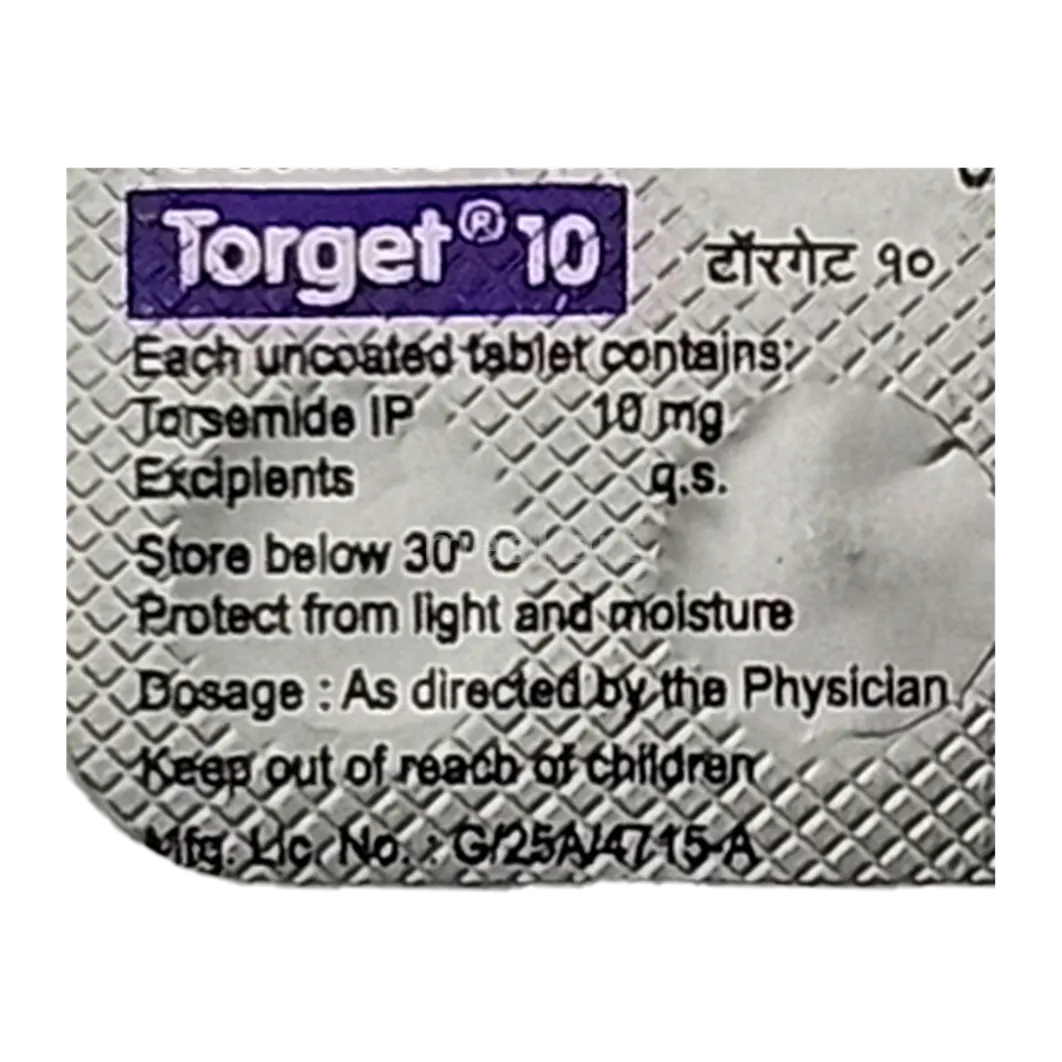 Torget® 10 टॉरगेट १०
Each uncoated tablet contains:
Torsemide IP 10 mg
Excipients q.s.
Store below 30° C
Protect from light and moisture
Dosage : As directed by the Physician
Keep out of reach of children
Mfg. Lic. No. : G/25A/4715-A